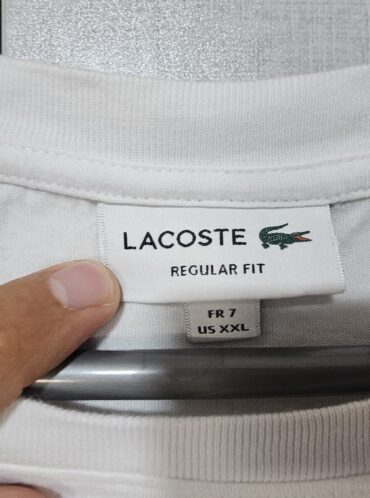 LACOSTE
REGULAR FIT
FR 7
US XXL